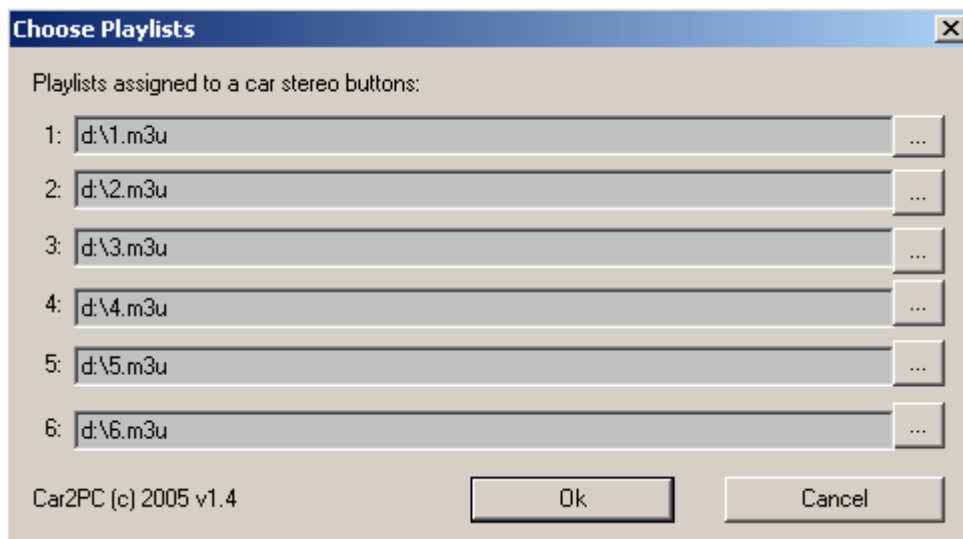 Choose Playlists
Playlists assigned to a car stereo buttons:
1: d:\1.m3u ...
2: d:\2.m3u ...
3: d:\3.m3u ...
4: d:\4.m3u ...
5: d:\5.m3u ...
6: d:\6.m3u ...
Car2PC (c) 2005 v1.4 Ok Cancel